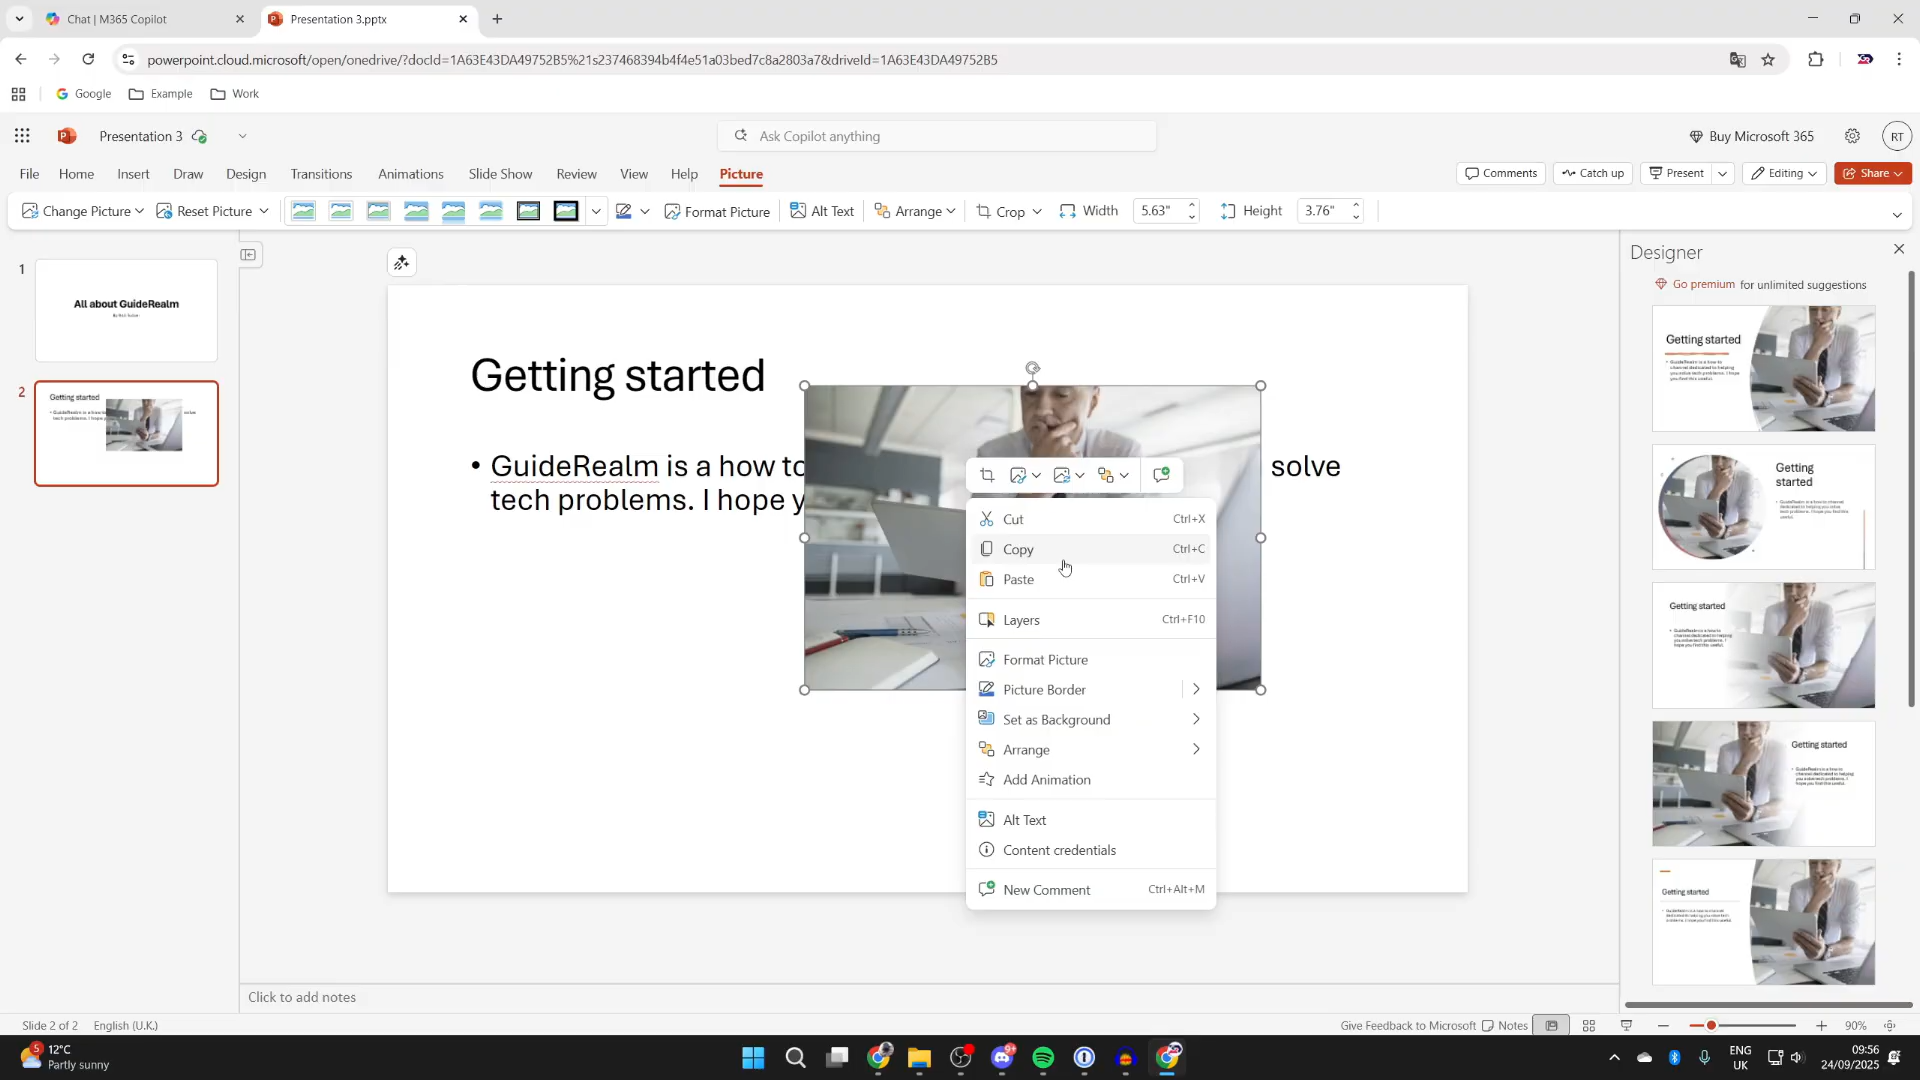 Chat | M365 Copilot
Presentation 3.pptx
powerpoint.cloud.microsoft/open/onedrive/?docId=1A63E43DA49752B5%21s237468394b4f4e51a03bed7c8a2803a7&driveId=1A63E43DA49752B5
Google Example Work
Presentation 3
Ask Copilot anything
Buy Microsoft 365
RT
File Home Insert Draw Design Transitions Animations Slide Show Review View Help Picture
Comments Catch up Present Editing Share
Change Picture Reset Picture Format Picture Alt Text Arrange Crop Width 5.63" Height 3.76"
1
All about GuideRealm
2
Getting started
Getting started
• GuideRealm is a how to solve
tech problems. I hope y
Cut Ctrl+X
Copy Ctrl+C
Paste Ctrl+V
Layers Ctrl+F10
Format Picture
Picture Border
Set as Background
Arrange
Add Animation
Alt Text
Content credentials
New Comment Ctrl+Alt+M
Designer
Go premium for unlimited suggestions
Getting started
Getting
started
Getting started
Getting started
Getting started
Click to add notes
Slide 2 of 2 English (U.K.)
Give Feedback to Microsoft Notes 90%
5
12°C
Partly sunny
9+
ENG
UK
09:56
24/09/2025